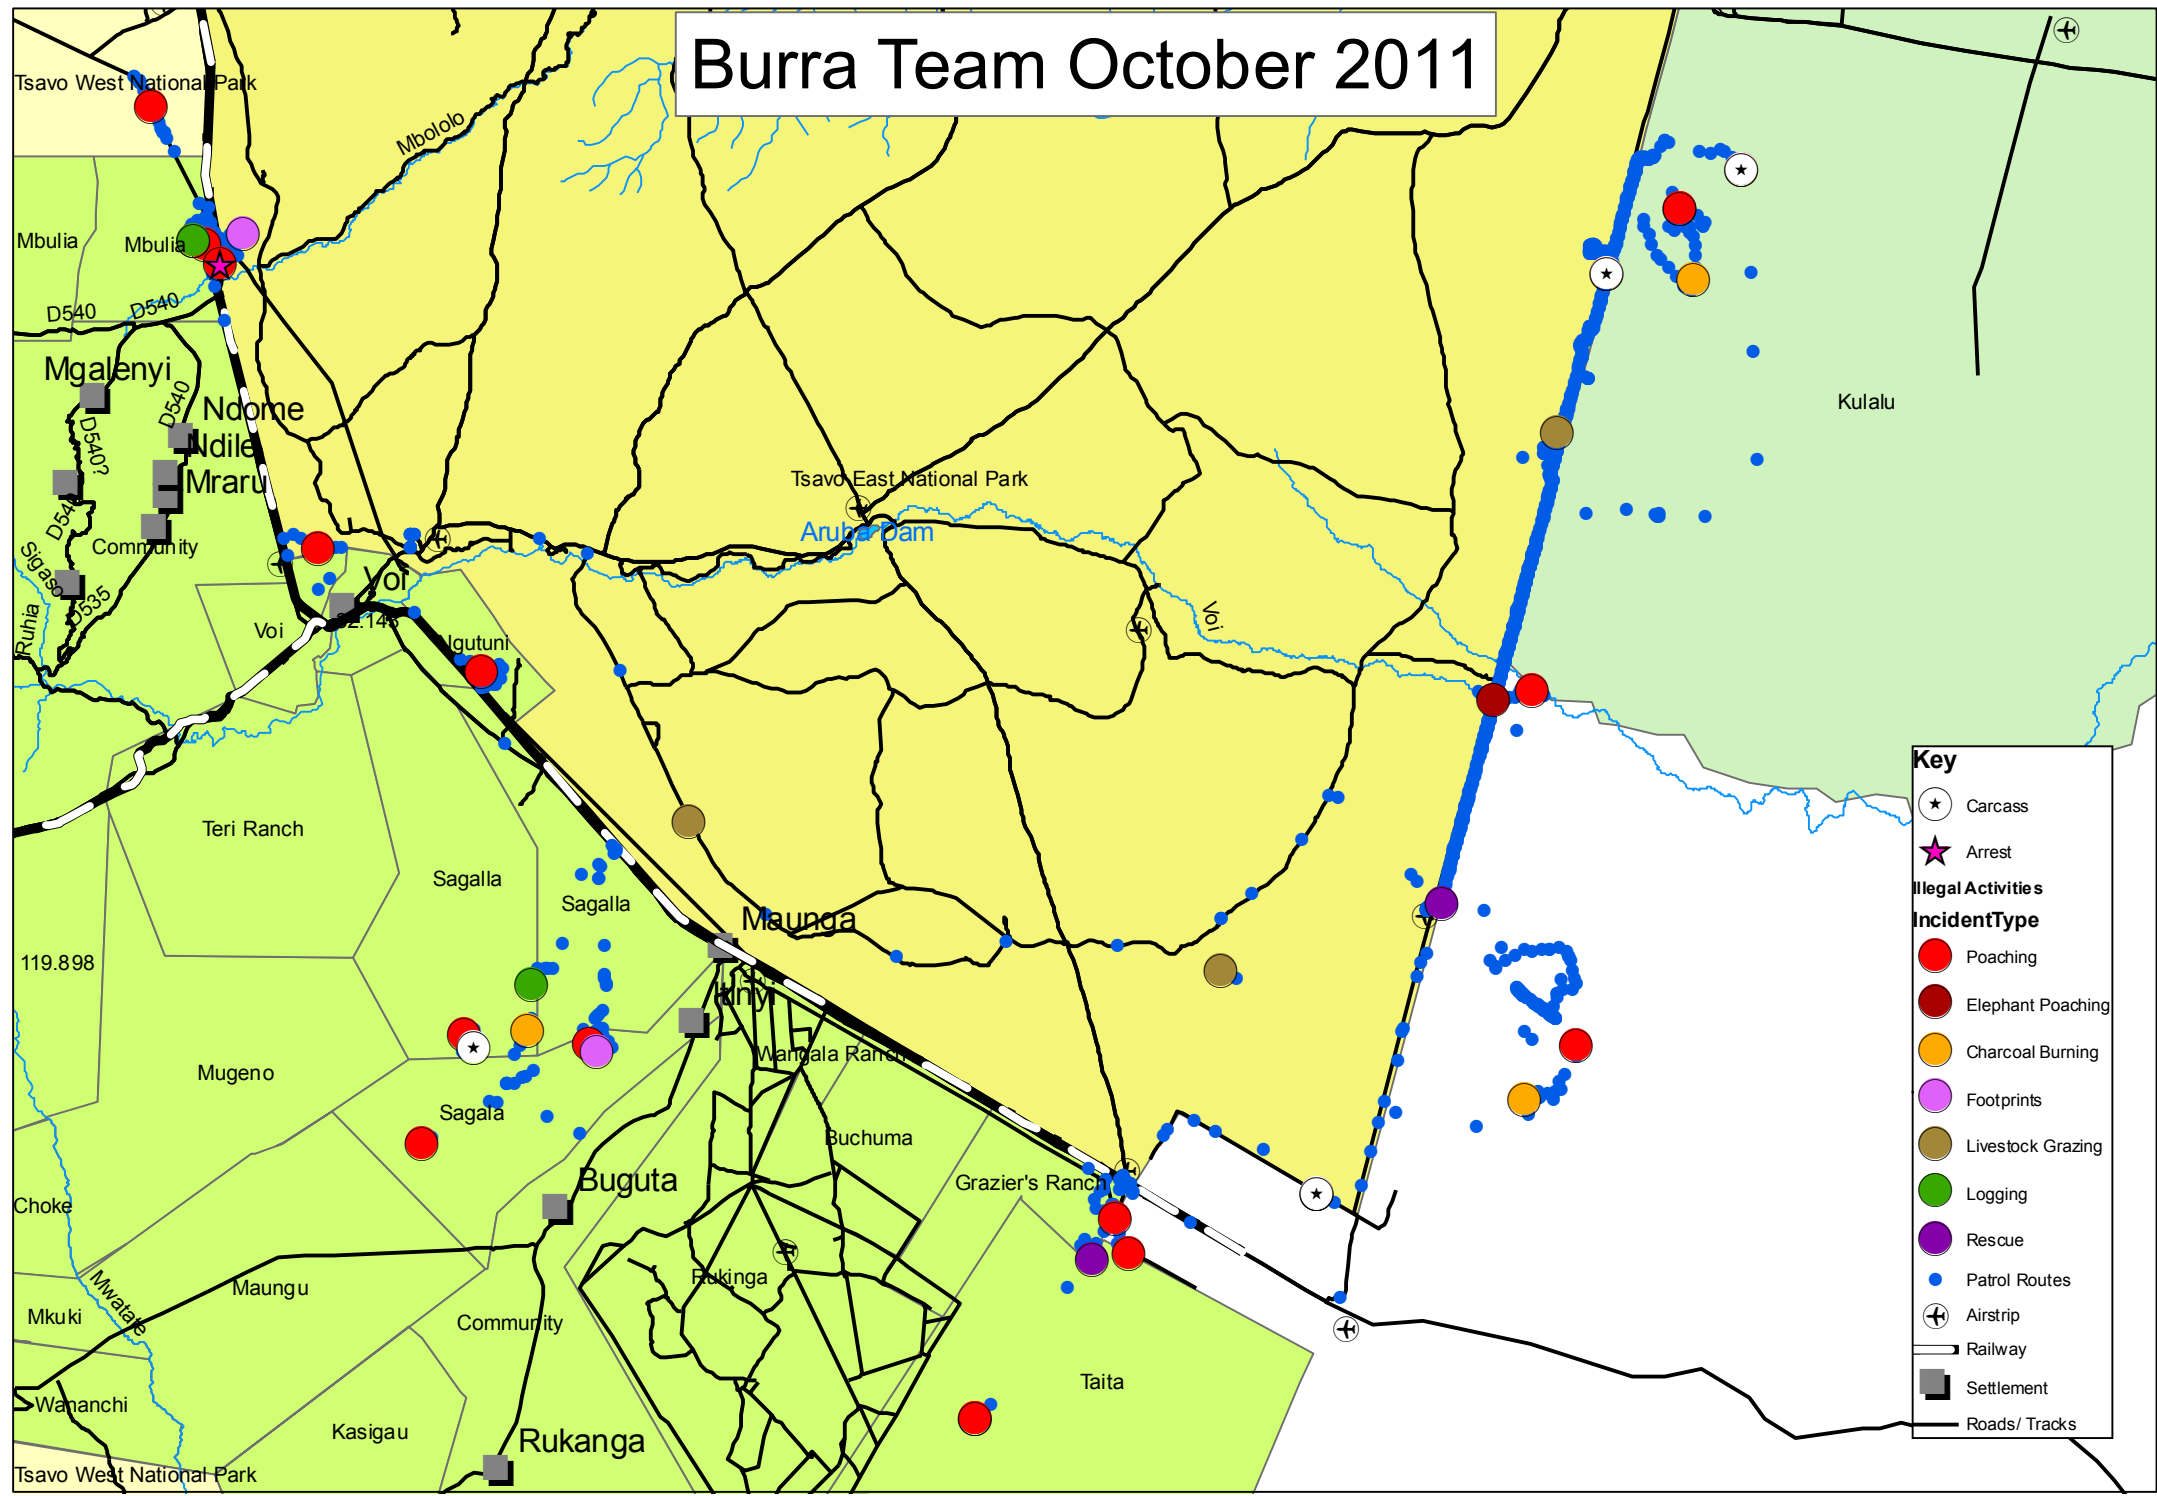 Burra Team October 2011
Tsavo West National Park
Mbololo
Mbulia
Mbulia
D540
D540
Mgalenyi
D540
Ndome
D540?
Ndile
Mraru
D540
Community
Sigaso
D535
Ruhia
Voi
Voi
Ngutuni
Tsavo East National Park
Aruba Dam
Voi
Kulalu
Teri Ranch
Sagalla
Sagalla
Maunga
119.898
Itinyi
Wangala Ranch
Mugeno
Sagala
Buchuma
Buguta
Grazier's Ranch
Choke
Mwatate
Maungu
Rukinga
Mkuki
Community
Taita
Wananchi
Kasigau
Rukanga
Tsavo West National Park
Key
Carcass
Arrest
Illegal Activities
IncidentType
Poaching
Elephant Poaching
Charcoal Burning
Footprints
Livestock Grazing
Logging
Rescue
Patrol Routes
Airstrip
Railway
Settlement
Roads/ Tracks